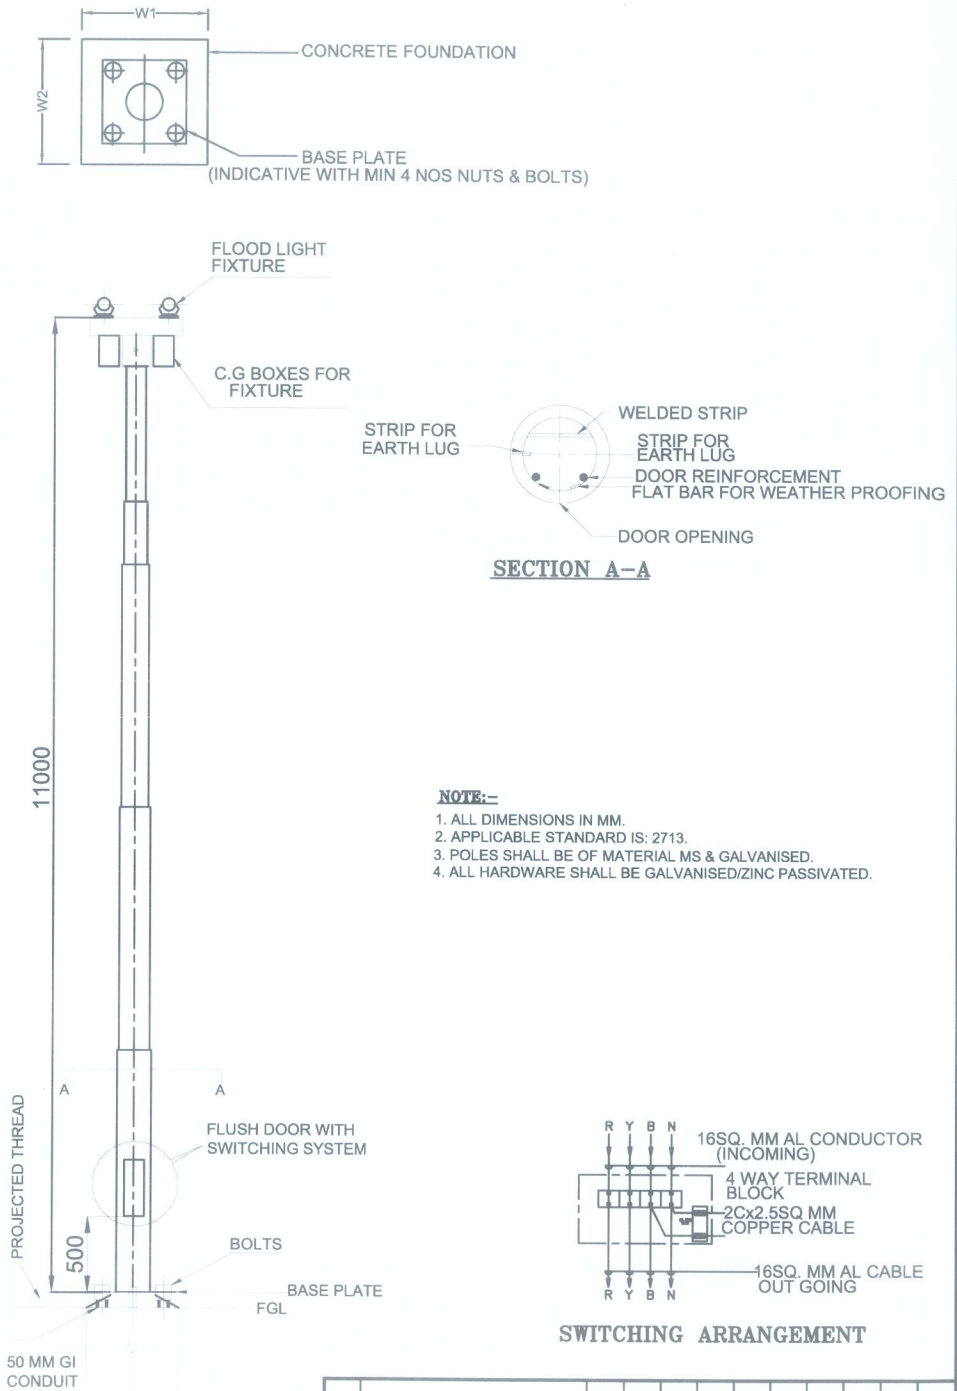 W1
CONCRETE FOUNDATION
W2
BASE PLATE
(INDICATIVE WITH MIN 4 NOS NUTS & BOLTS)
FLOOD LIGHT
FIXTURE
C.G BOXES FOR
FIXTURE
STRIP FOR
EARTH LUG
WELDED STRIP
STRIP FOR
EARTH LUG
DOOR REINFORCEMENT
FLAT BAR FOR WEATHER PROOFING
DOOR OPENING
SECTION A-A
11000
NOTE:-
1. ALL DIMENSIONS IN MM.
2. APPLICABLE STANDARD IS: 2713.
3. POLES SHALL BE OF MATERIAL MS & GALVANISED.
4. ALL HARDWARE SHALL BE GALVANISED/ZINC PASSIVATED.
A A
PROJECTED THREAD
FLUSH DOOR WITH
SWITCHING SYSTEM
500
BOLTS
BASE PLATE
FGL
50 MM GI
CONDUIT
R Y B N
16SQ. MM AL CONDUCTOR
(INCOMING)
4 WAY TERMINAL
BLOCK
2Cx2.5SQ MM
COPPER CABLE
16SQ. MM AL CABLE
OUT GOING
R Y B N
SWITCHING ARRANGEMENT